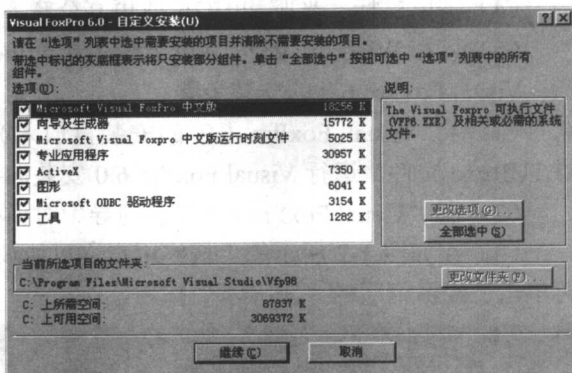 Visual FoxPro 6.0 - 自定义安装(U)
请在“选项”列表中选中需要安装的项目并清除不需要安装的项目。
带选中标记的灰底框表示将只安装部分组件。单击“全部选中”按钮可选中“选项”列表中的所有
组件。
选项(O):
Microsoft Visual FoxPro 中文版 18256 K
向导及生成器 15772 K
Microsoft Visual Foxpro 中文版运行时刻文件 5025 K
专业应用程序 30957 K
ActiveX 7350 K
图形 6041 K
Microsoft ODBC 驱动程序 3154 K
工具 1282 K
说明:
The Visual Foxpro 可执行文件
(VFP6.EXE) 及相关或必需的系统
文件。
更改选项(G)...
全部选中(S)
当前所选项目的文件夹:
C:\Program Files\Microsoft Visual Studio\Vfp98
更改文件夹(F)...
C: 上所需空间: 87837 K
C: 上可用空间: 3069372 K
继续(C)
取消